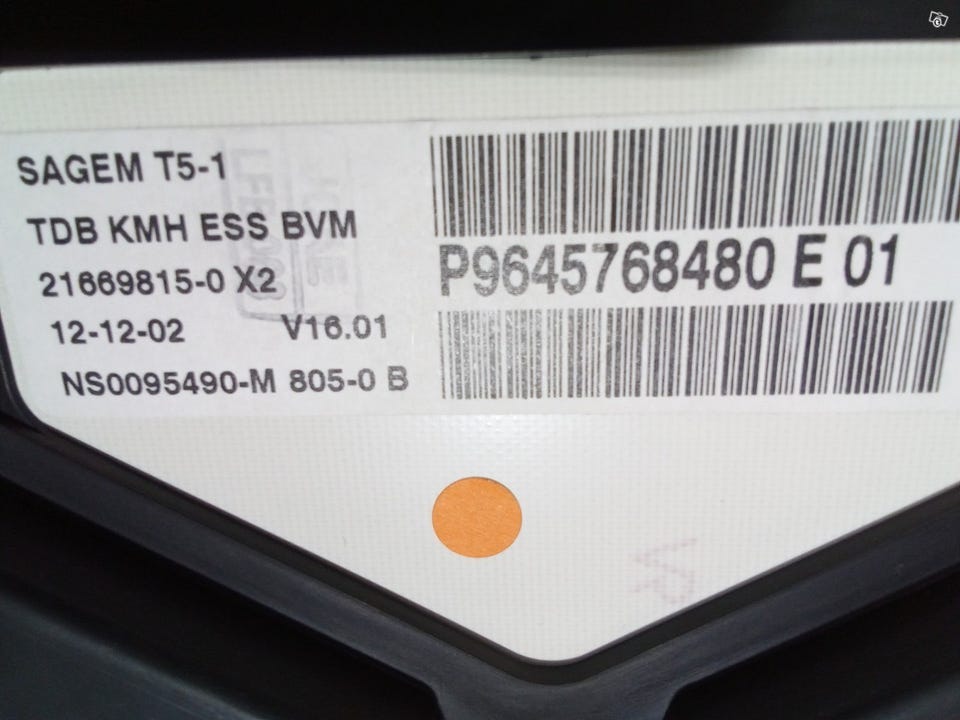 SAGEM T5-1
TDB KMH ESS BVM
21669815-0 X2
12-12-02 V16.01
NS0095490-M 805-0 B
P9645768480 E 01
VP